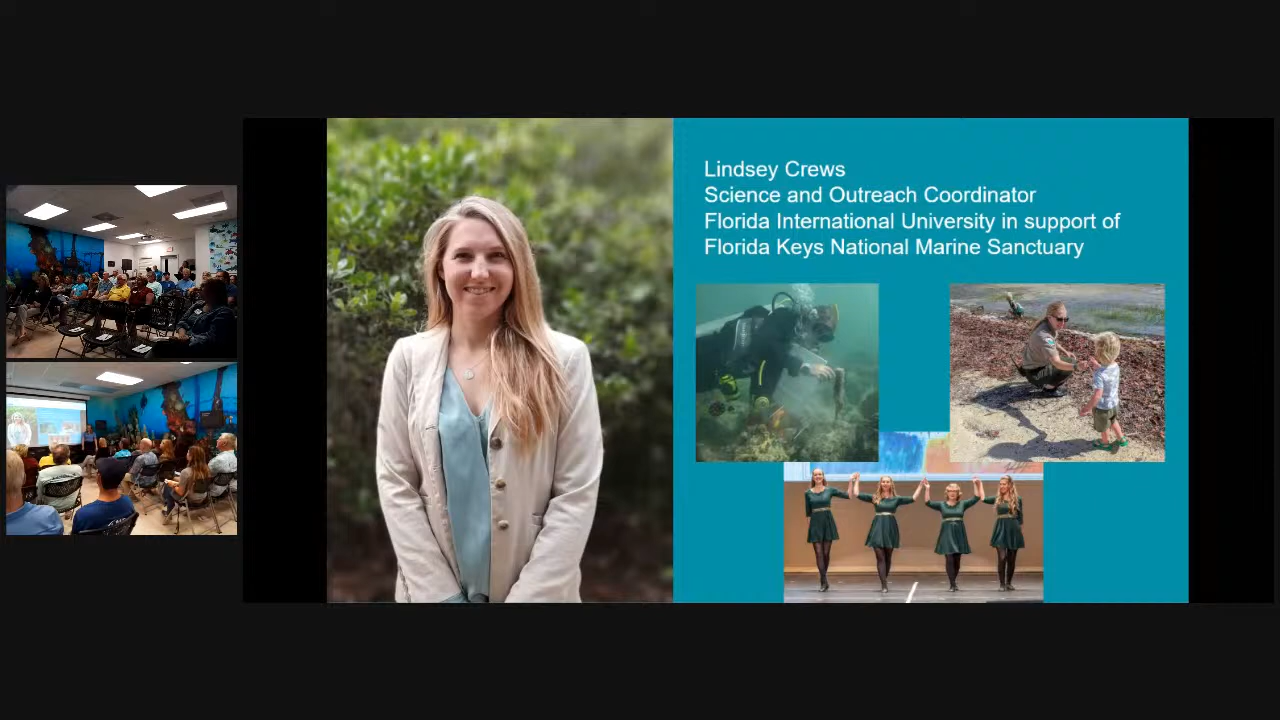 Lindsey Crews
Science and Outreach Coordinator
Florida International University in support of
Florida Keys National Marine Sanctuary